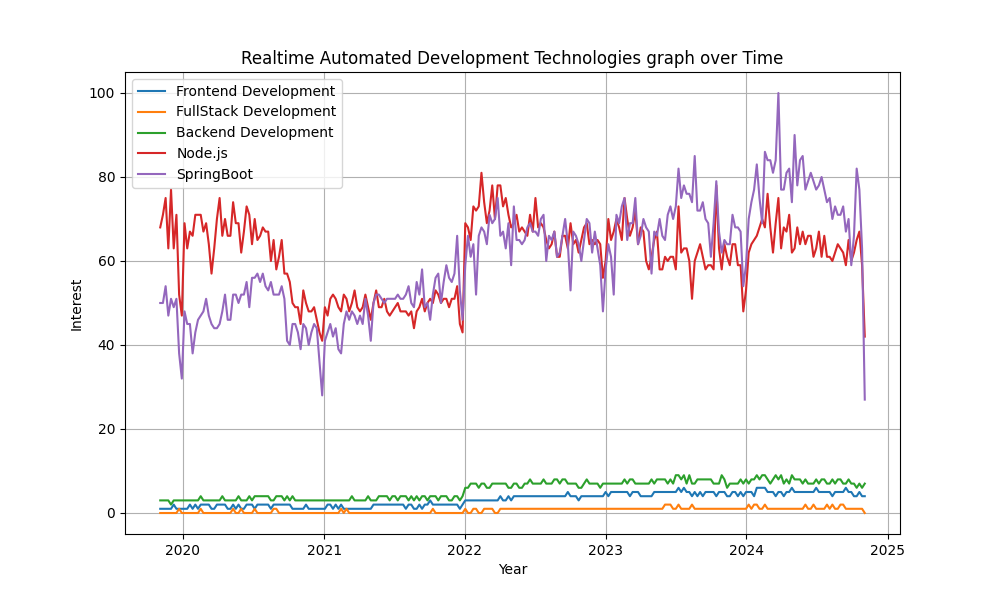 Realtime Automated Development Technologies graph over Time
100
80
60
40
20
0
Interest
Frontend Development
FullStack Development
Backend Development
Node.js
SpringBoot
2020
2021
2022
2023
2024
2025
Year